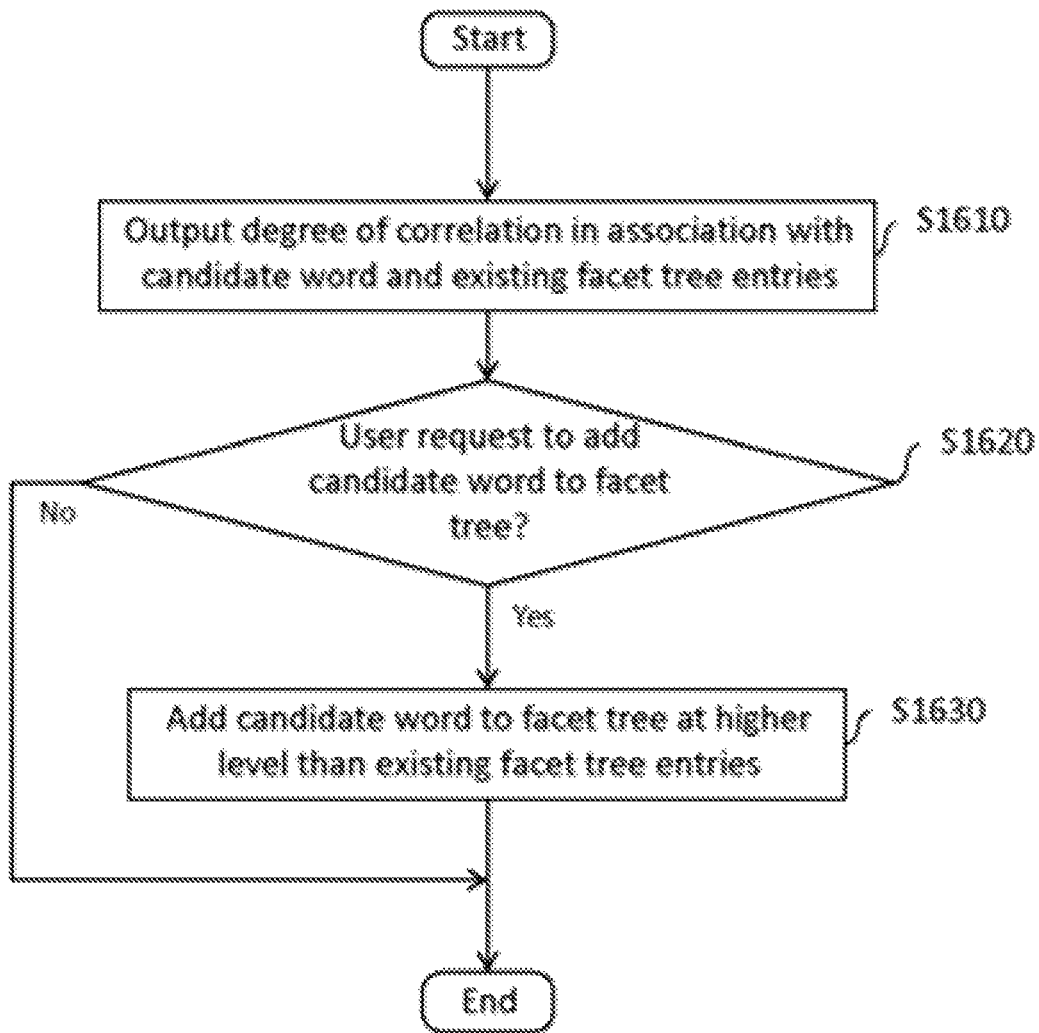 Start
Output degree of correlation in association with
candidate word and existing facet tree entries
S1610
User request to add
candidate word to facet
tree?
S1620
No
Yes
Add candidate word to facet tree at higher
level than existing facet tree entries
S1630
End